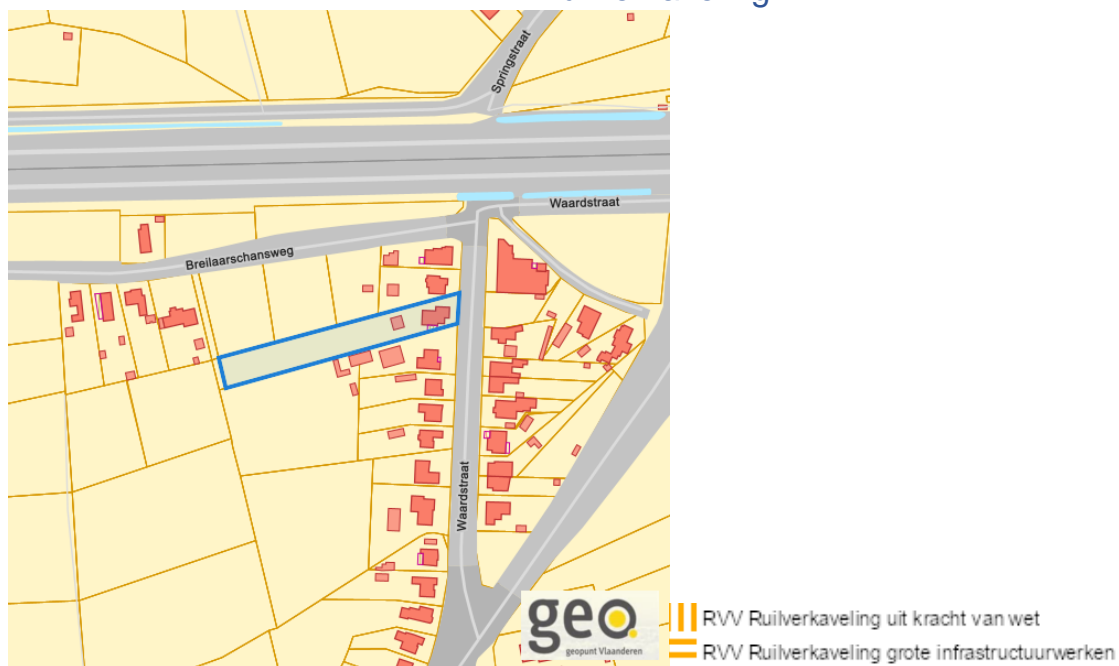 Springstraat
Waardstraat
Breilaarschansweg
Waardstraat
geo.
geopunt Vlaanderen
RVV Ruilverkaveling uit kracht van wet
RVV Ruilverkaveling grote infrastructuurwerken